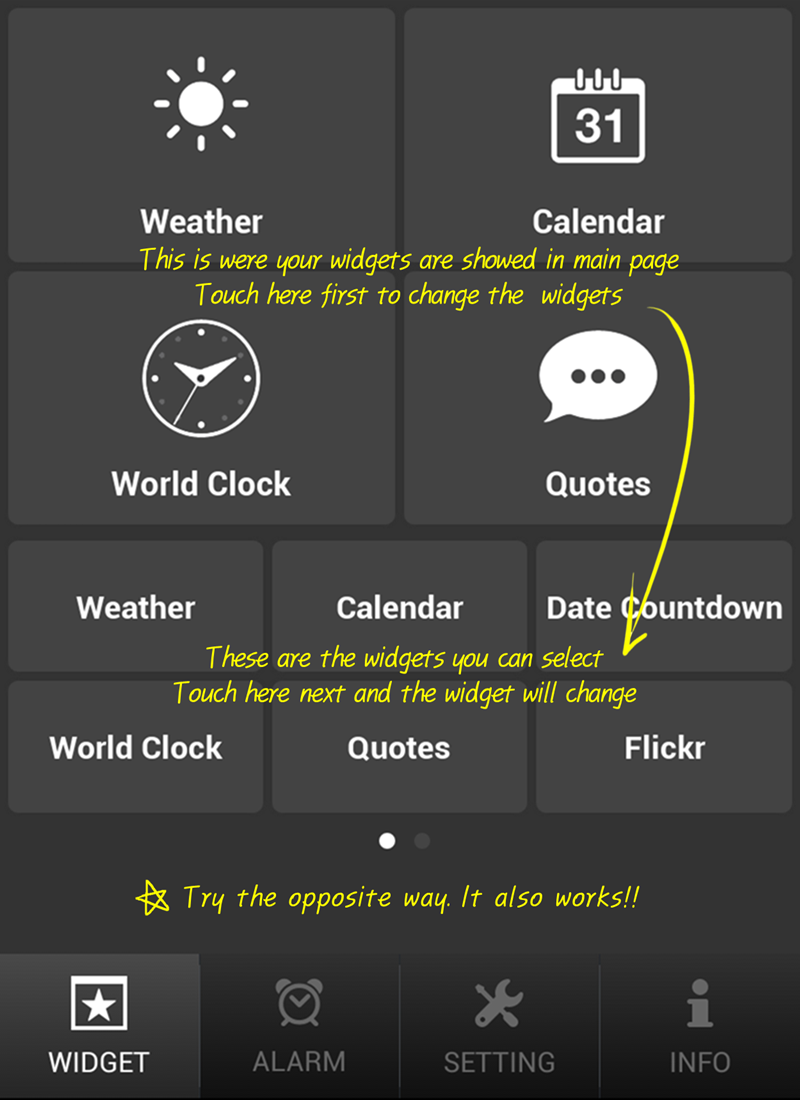 31
Weather
Calendar
This is were your widgets are showed in main page
Touch here first to change the widgets
World Clock
Quotes
Weather
Calendar
Date Countdown
These are the widgets you can select
Touch here next and the widget will change
World Clock
Quotes
Flickr
Try the opposite way. It also works!!
WIDGET
ALARM
SETTING
INFO